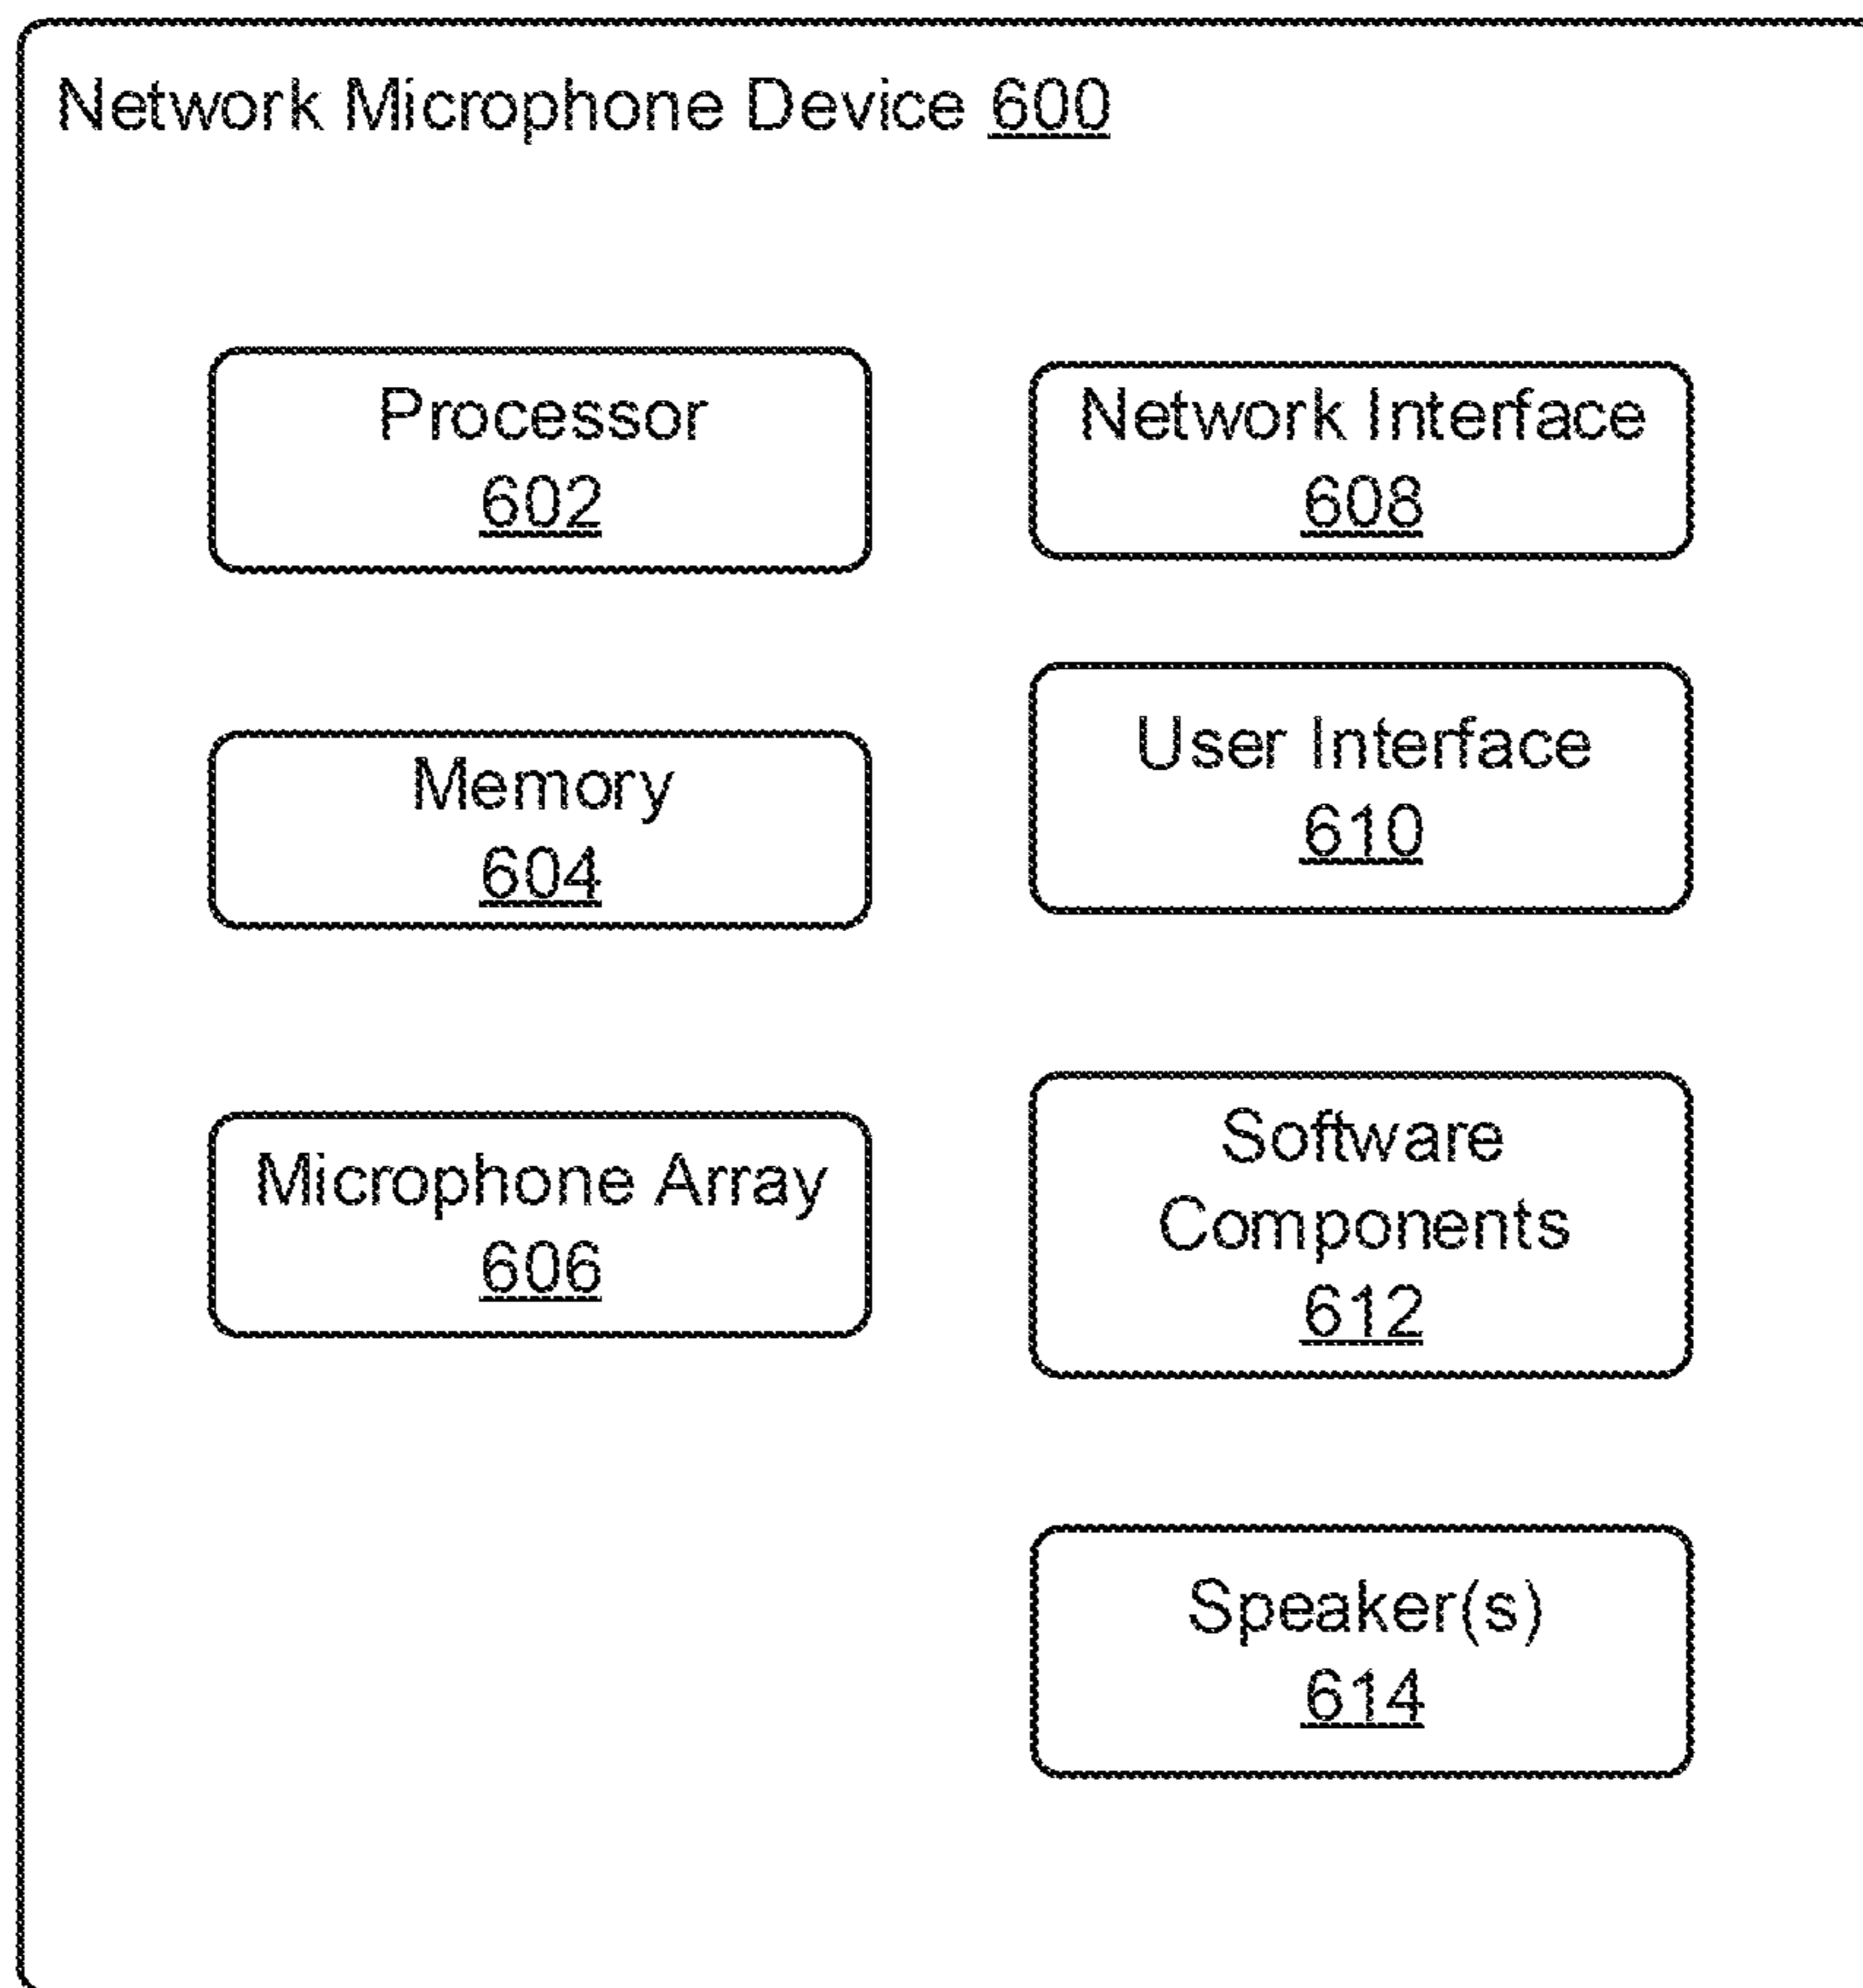 Network Microphone Device 600
Processor
602
Memory
604
Microphone Array
606
Network Interface
608
User Interface
610
Software
Components
612
Speaker(s)
614